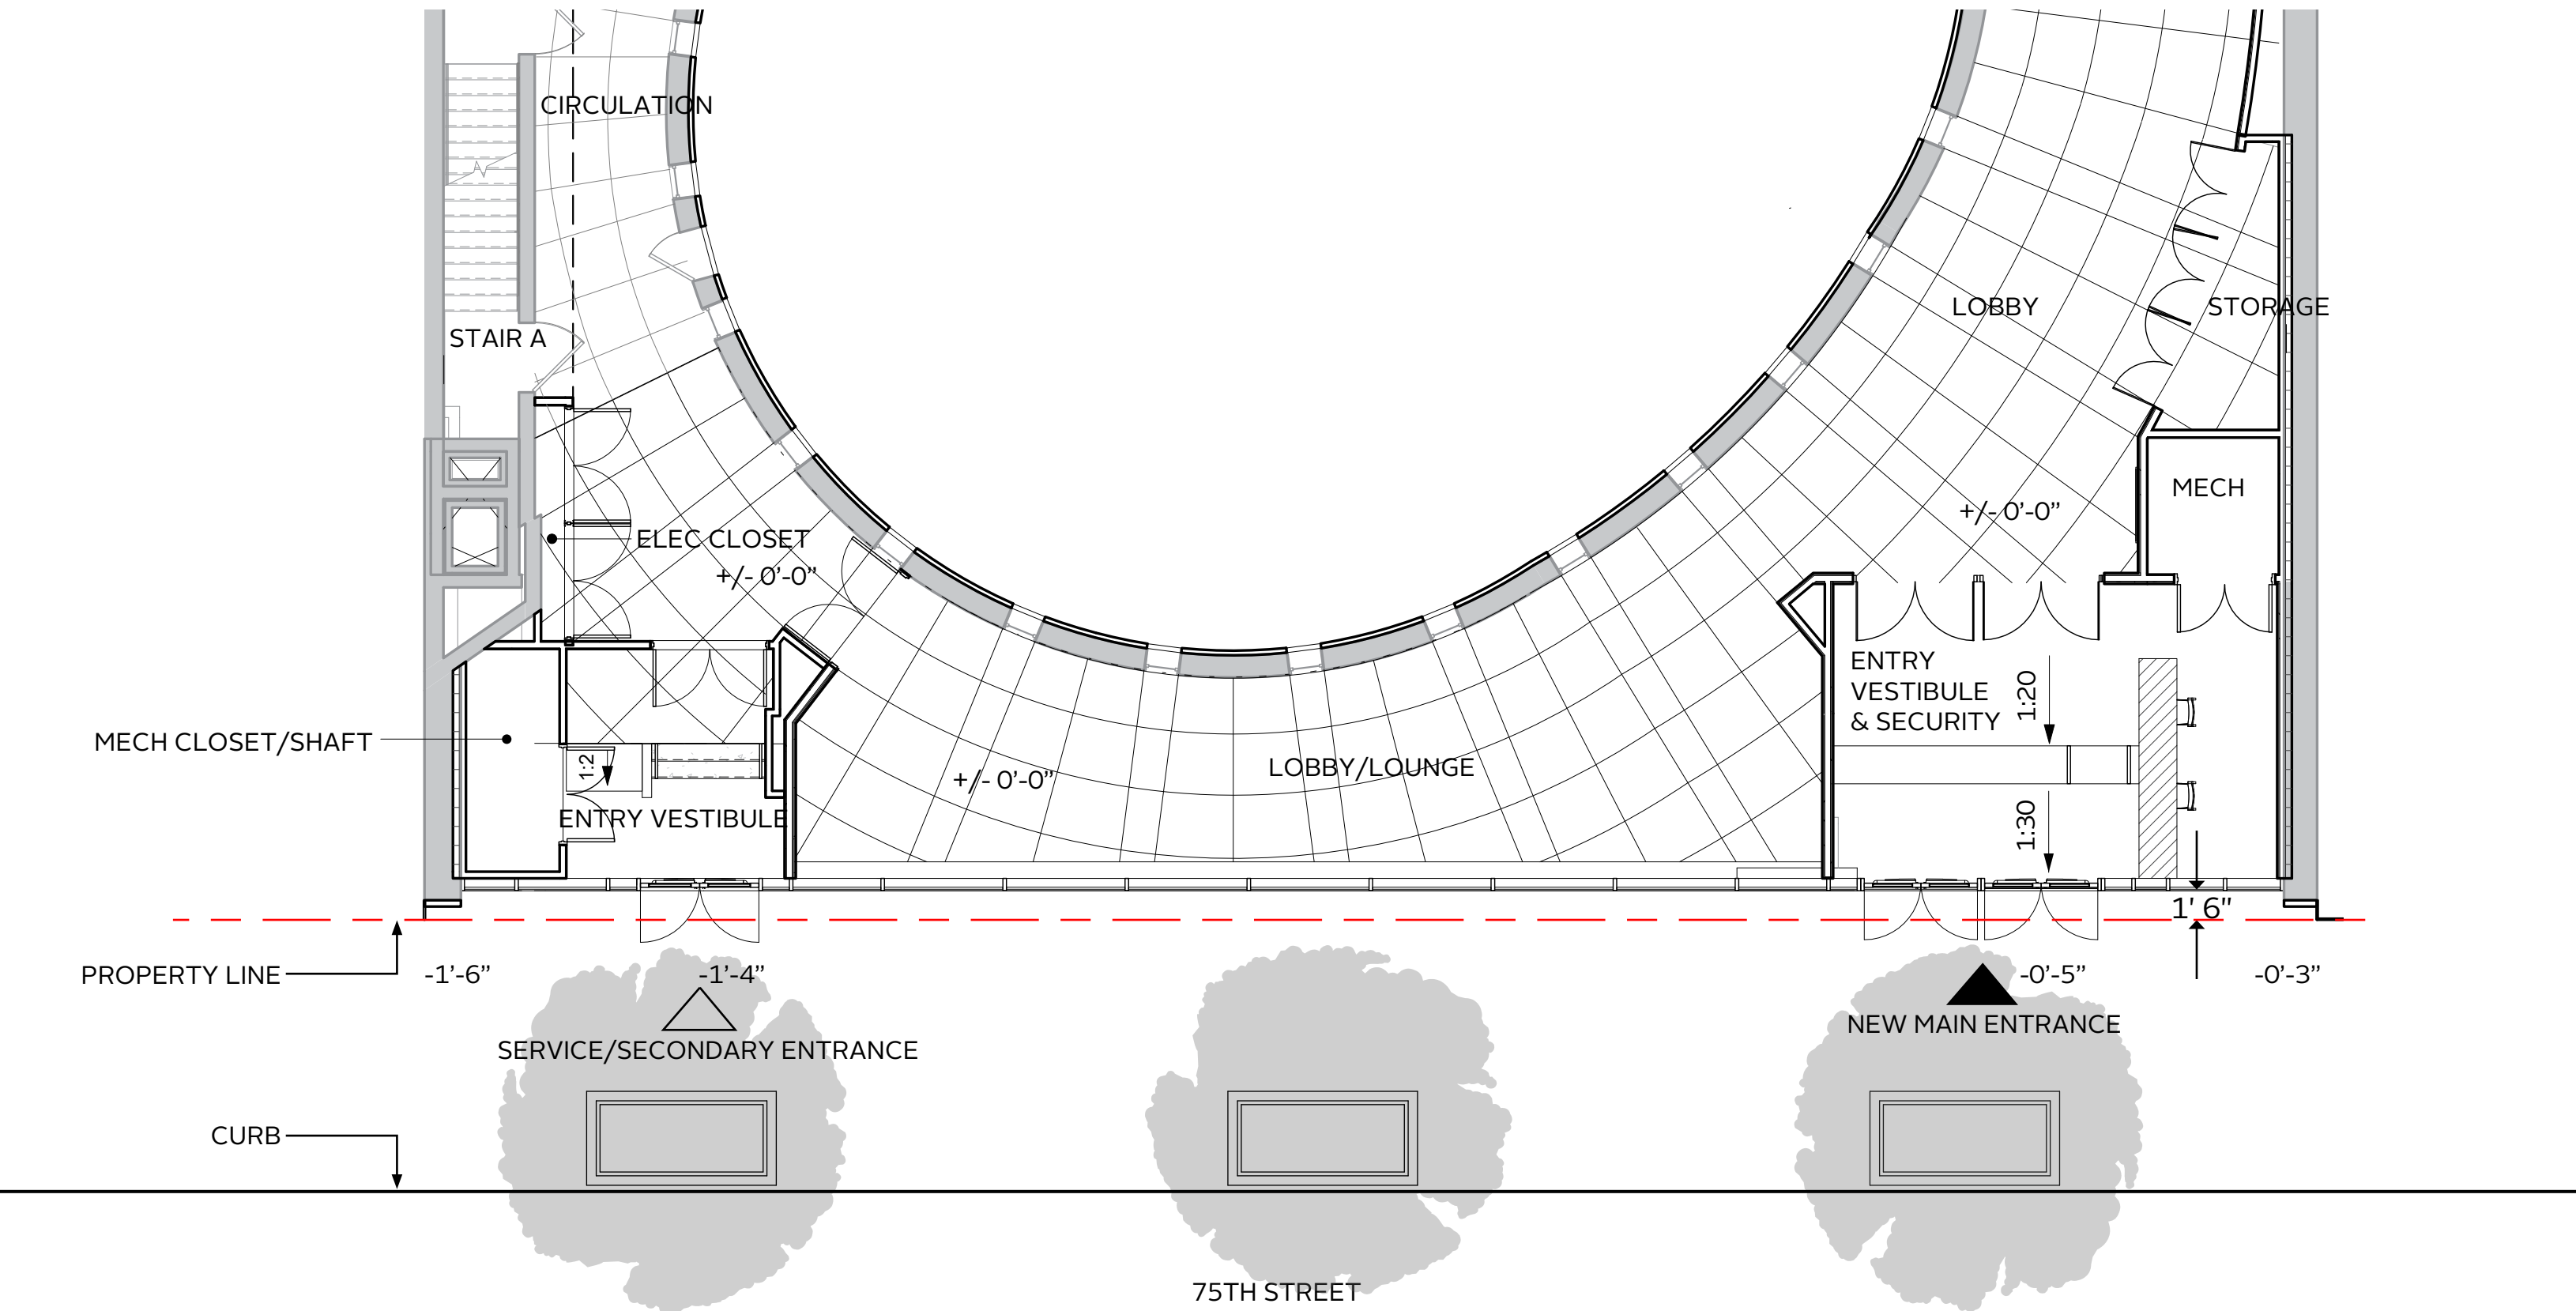 CIRCULATION
LOBBY
STORAGE
STAIR A
MECH
+/- 0'-0”
ELEC CLOSET
+/- 0'-0”
ENTRY
VESTIBULE
& SECURITY
1:20
MECH CLOSET/SHAFT
1:2
+/- 0'-0”
LOBBY/LOUNGE
ENTRY VESTIBULE
1:30
1' 6”
PROPERTY LINE
-1'-6”
-1'-4”
-0'-5”
-0'-3”
NEW MAIN ENTRANCE
SERVICE/SECONDARY ENTRANCE
CURB
75TH STREET